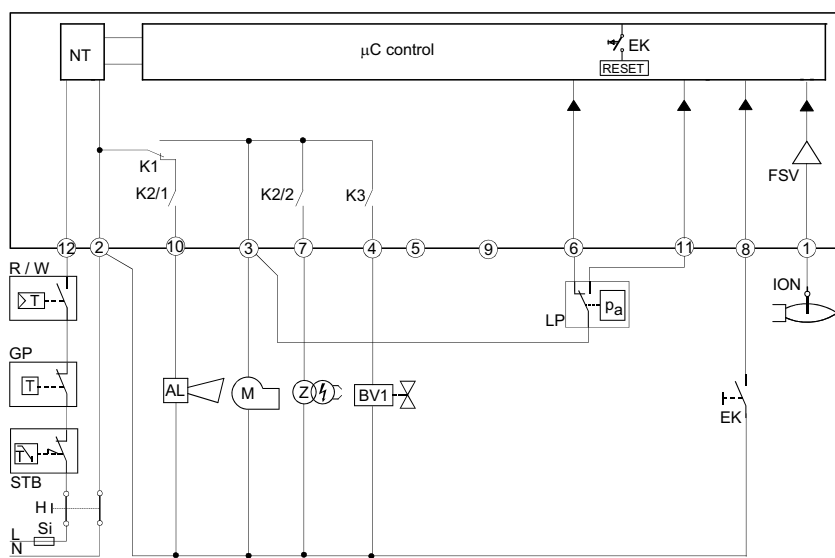 NT
µC control
EK
RESET
K1
K2/1
K2/2
K3
FSV
12
2
10
3
7
4
5
9
6
11
8
1
R / W
T
GP
T
STB
T
H
Si
L
N
AL
M
Z
BV1
LP
pa
ION
EK